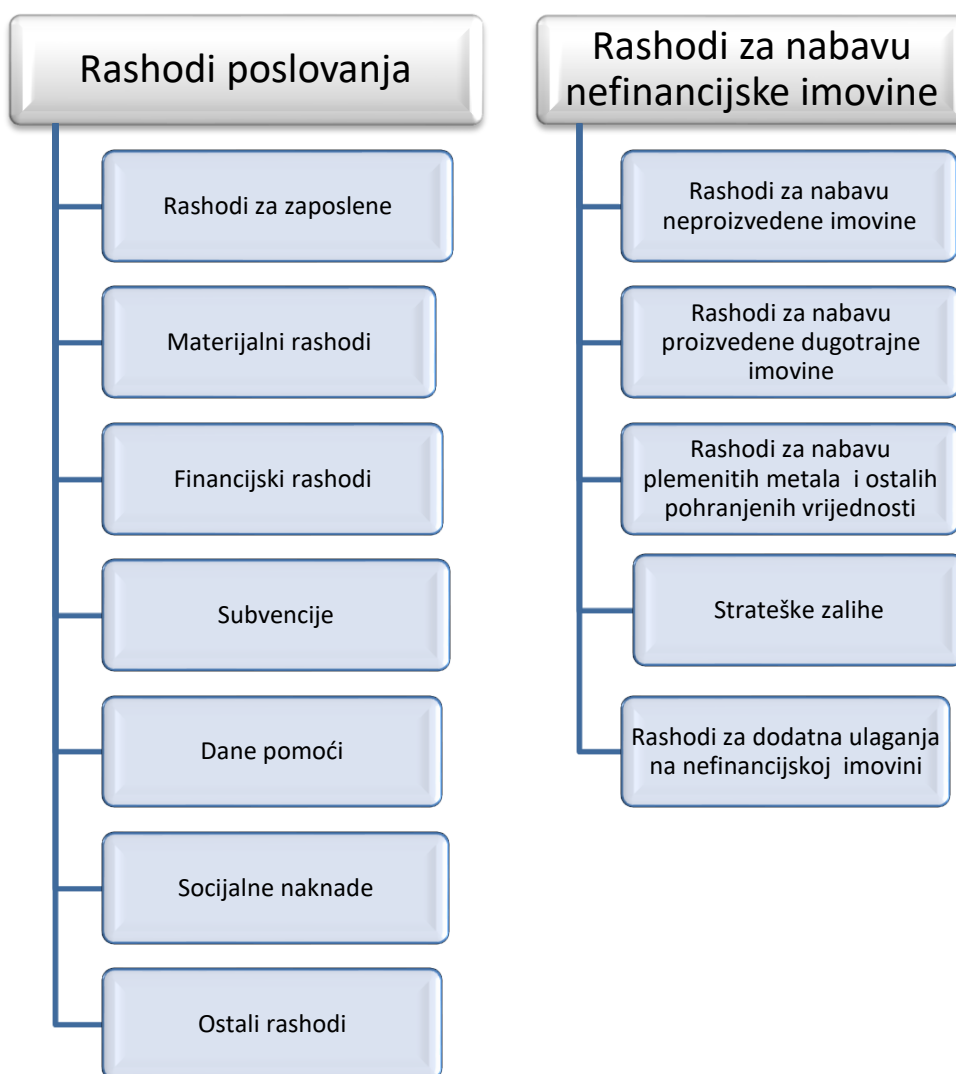 Rashodi poslovanja
Rashodi za zaposlene
Materijalni rashodi
Financijski rashodi
Subvencije
Dane pomoći
Socijalne naknade
Ostali rashodi
Rashodi za nabavu
nefinancijske imovine
Rashodi za nabavu
neproizvedene imovine
Rashodi za nabavu
proizvedene dugotrajne
imovine
Rashodi za nabavu
plemenitih metala i ostalih
pohranjenih vrijednosti
Strateške zalihe
Rashodi za dodatna ulaganja
na nefinancijskoj imovini